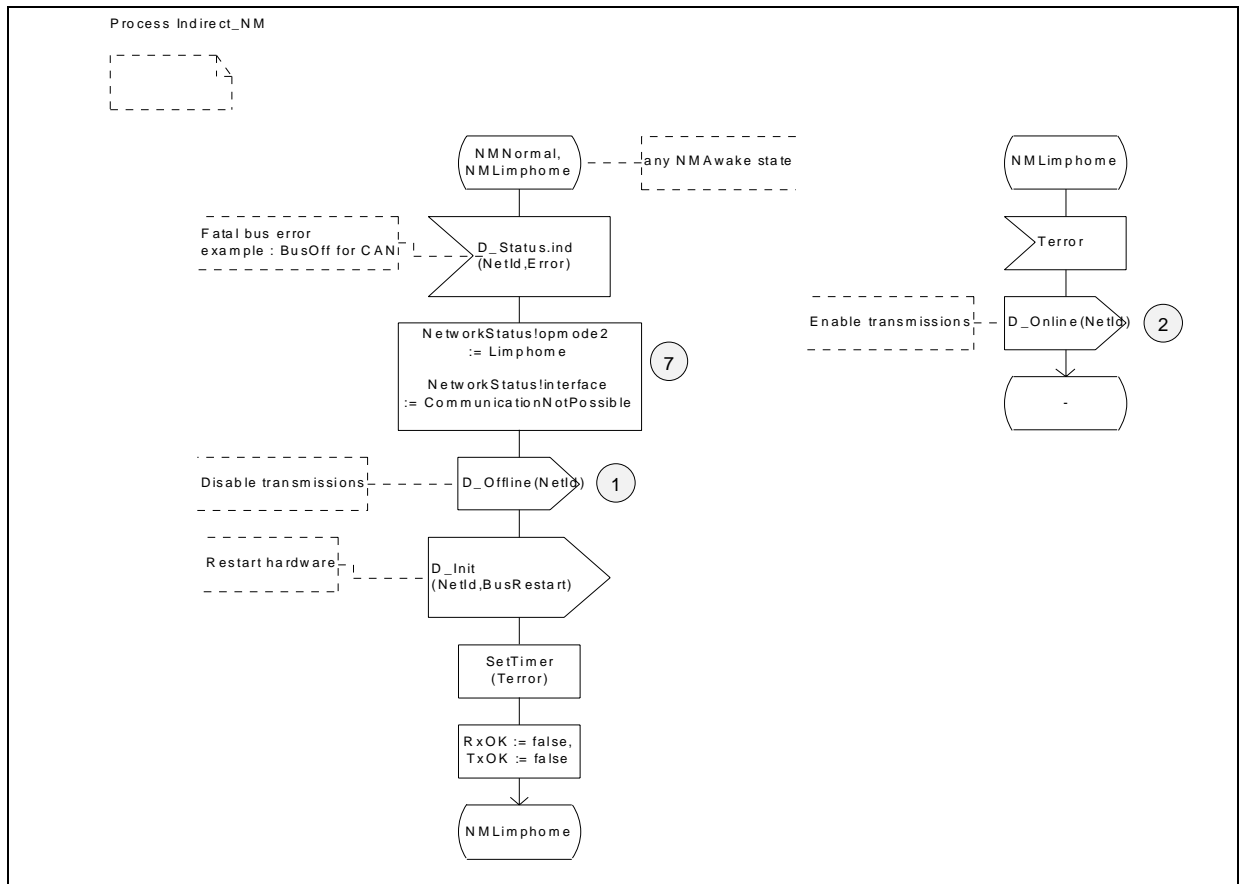 Process Indirect_NM
NMNormal,
NMLimphome
any NMAwake state
Fatal bus error
example : BusOff for CAN
D_Status.ind
(NetId,Error)
NetworkStatus!opmode2
:= Limphome
NetworkStatus!interface
:= CommunicationNotPossible
7
Disable transmissions
D_Offline(NetId)
1
Restart hardware
D_Init
(NetId,BusRestart)
SetTimer
(Terror)
RxOK := false,
TxOK := false
NMLimphome
NMLimphome
Terror
Enable transmissions
D_Online(NetId)
2
-